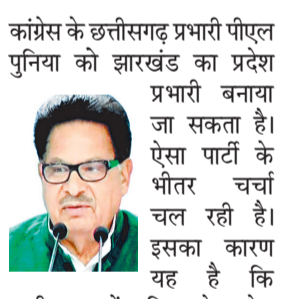 कांग्रेस के छत्तीसगढ़ प्रभारी पीएल
पुनिया को झारखंड का प्रदेश
प्रभारी बनाया
जा सकता है।
ऐसा पार्टी के
भीतर चर्चा
चल रही है।
इसका कारण
यह है कि